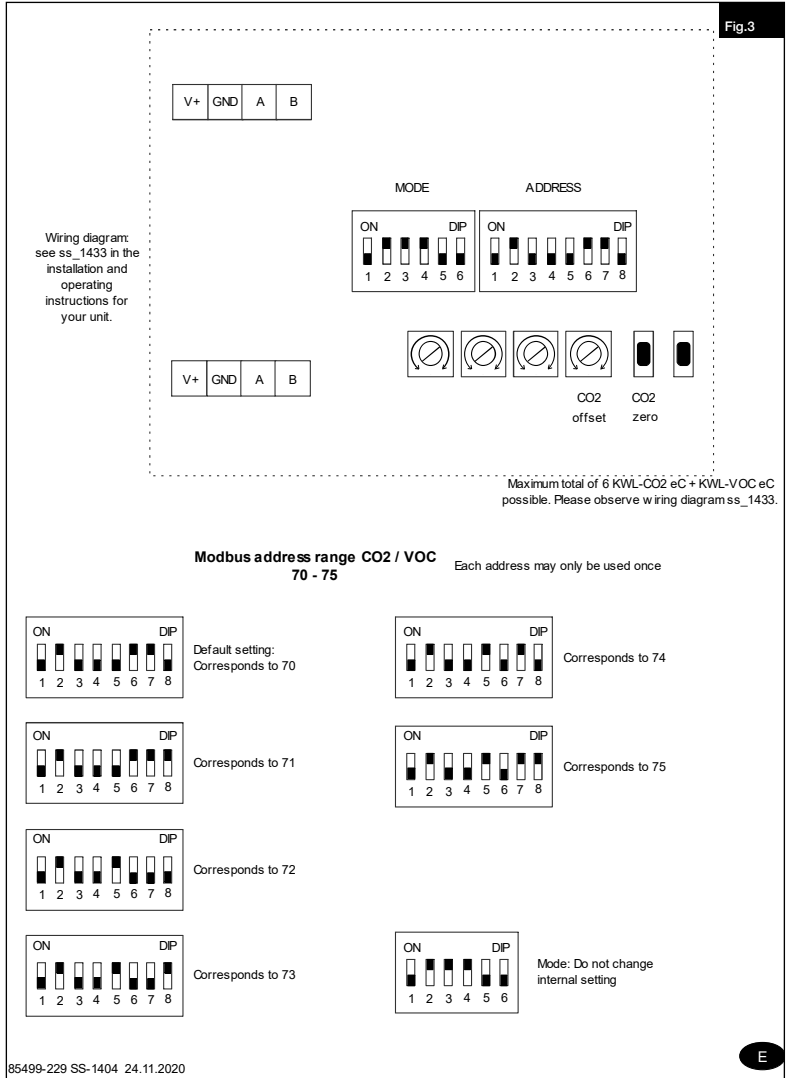 Fig.3
V+ GND A B
MODE ADDRESS
ON DIP ON DIP
1 2 3 4 5 6 1 2 3 4 5 6 7 8
Wiring diagram:
see ss_1433 in the
installation and
operating
instructions for
your unit.
V+ GND A B
CO2 CO2
offset zero
Maximum total of 6 KWL-CO2 eC + KWL-VOC eC
possible. Please observe wiring diagram ss_1433.
Modbus address range CO2 / VOC
70 - 75
Each address may only be used once
ON DIP
1 2 3 4 5 6 7 8
Default setting:
Corresponds to 70
ON DIP
1 2 3 4 5 6 7 8
Corresponds to 71
ON DIP
1 2 3 4 5 6 7 8
Corresponds to 72
ON DIP
1 2 3 4 5 6 7 8
Corresponds to 73
ON DIP
1 2 3 4 5 6 7 8
Corresponds to 74
ON DIP
1 2 3 4 5 6 7 8
Corresponds to 75
ON DIP
1 2 3 4 5 6
Mode: Do not change
internal setting
85499-229 SS-1404 24.11.2020
E